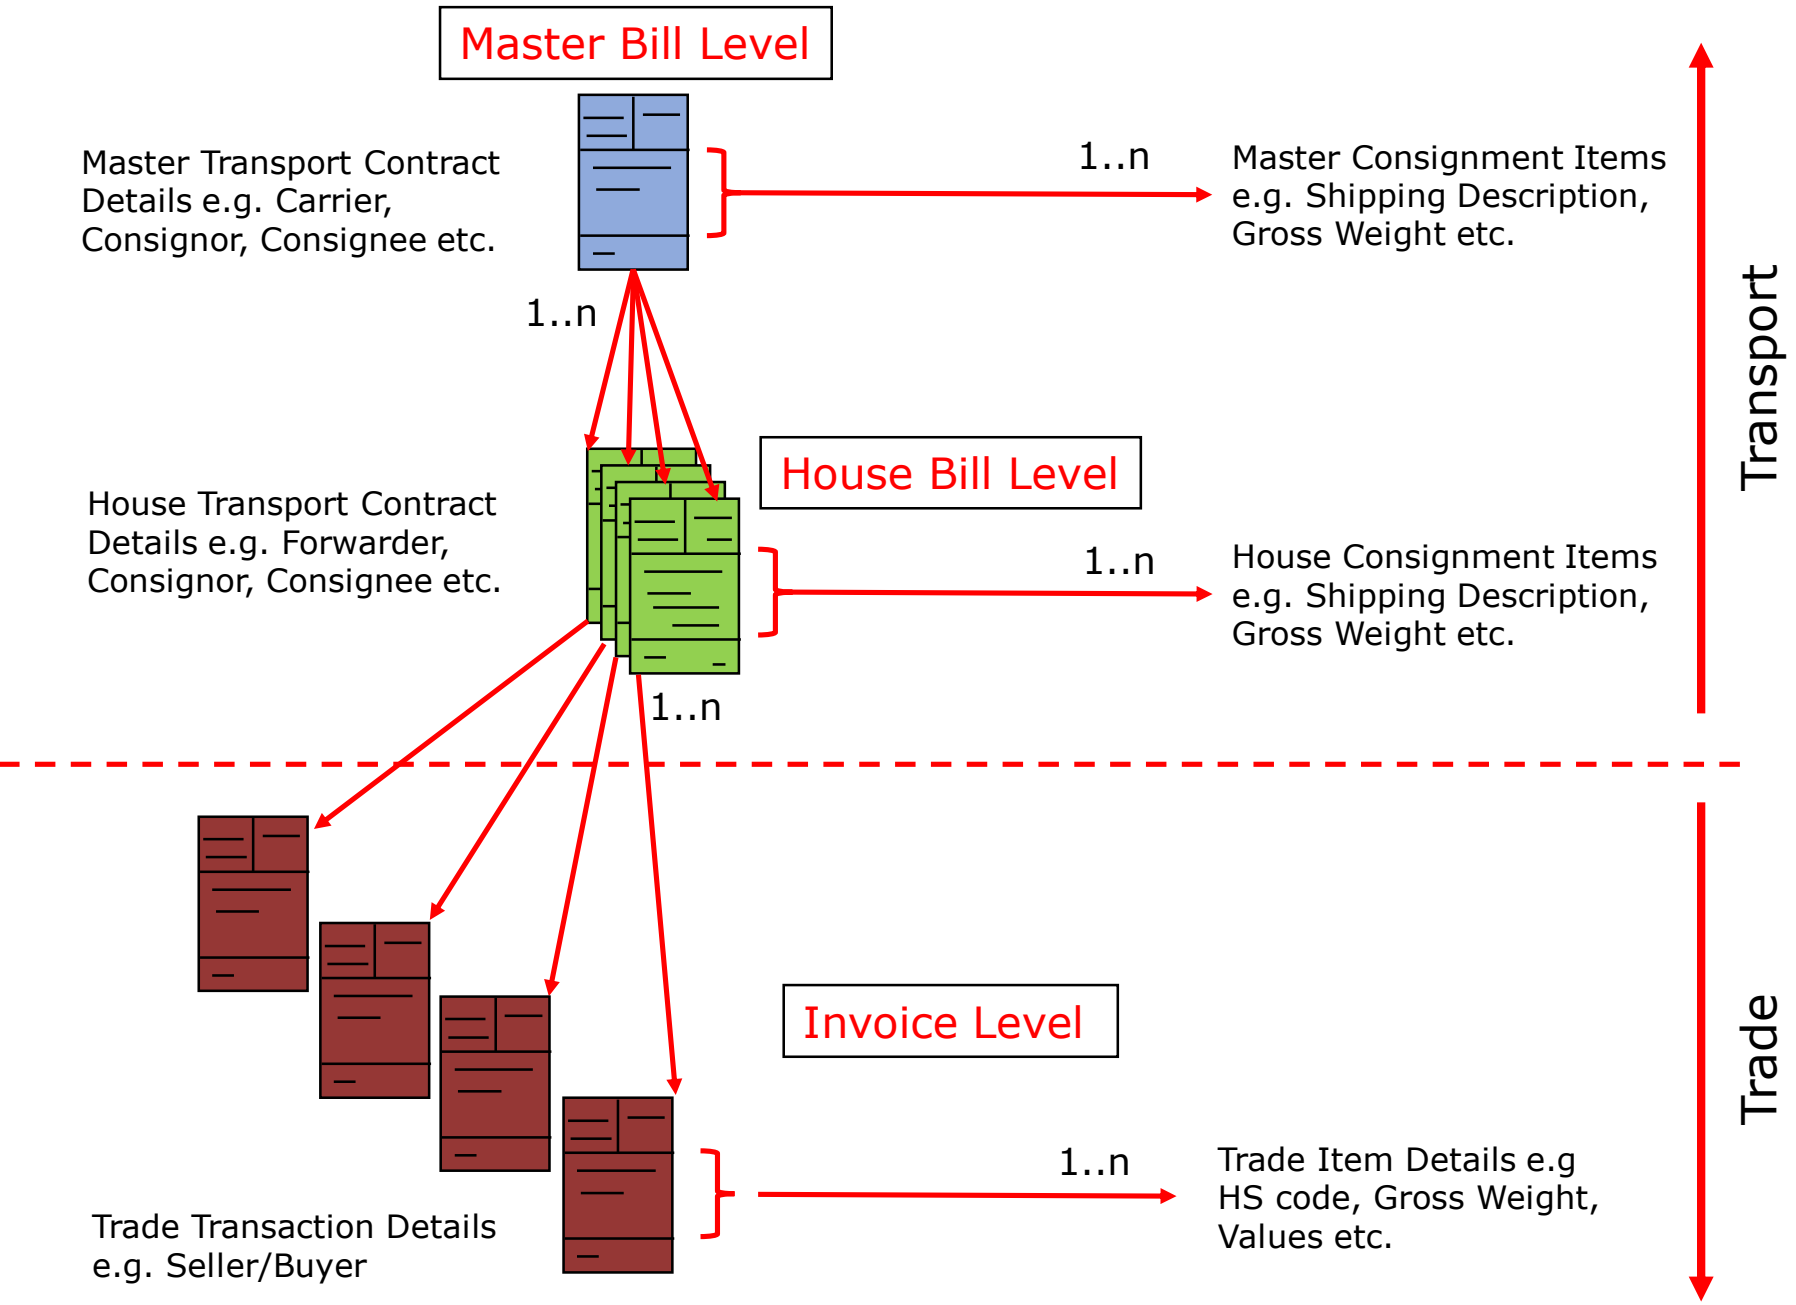 Master Bill Level
Master Transport Contract
Details e.g. Carrier,
Consignor, Consignee etc.
1..n
Master Consignment Items
e.g. Shipping Description,
Gross Weight etc.
1..n
Transport
House Bill Level
House Transport Contract
Details e.g. Forwarder,
Consignor, Consignee etc.
1..n
House Consignment Items
e.g. Shipping Description,
Gross Weight etc.
1..n
Invoice Level
Trade
1..n
Trade Item Details e.g
HS code, Gross Weight,
Values etc.
Trade Transaction Details
e.g. Seller/Buyer